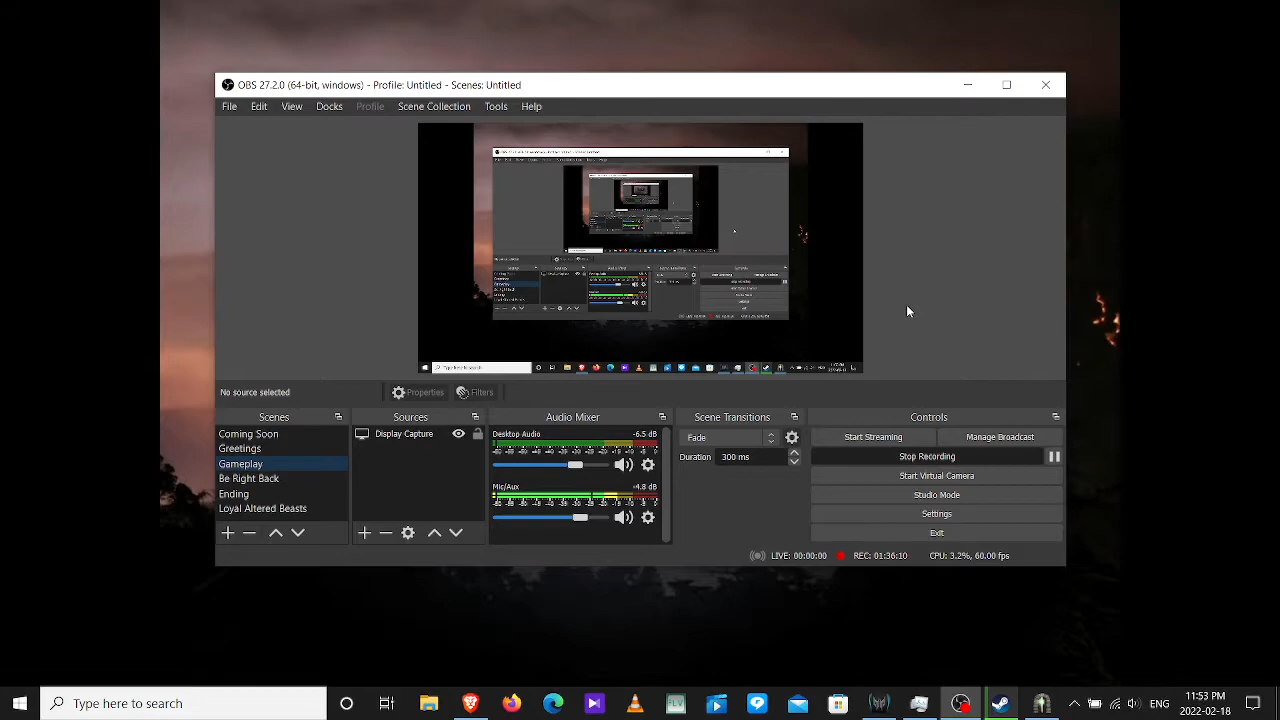 OBS 27.2.0 (64-bit, windows) - Profile: Untitled - Scenes: Untitled
File Edit View Docks Profile Scene Collection Tools Help
Type here to search
No source selected
Properties
Filters
Scenes
Coming Soon
Greetings
Gameplay
Be Right Back
Ending
Loyal Altered Beasts
Sources
Display Capture
Audio Mixer
Desktop Audio -6.5 dB
Mic/Aux -4.8 dB
Scene Transitions
Fade
Duration 300 ms
Controls
Start Streaming
Manage Broadcast
Stop Recording
Start Virtual Camera
Studio Mode
Settings
Exit
LIVE: 00:00:00 REC: 01:36:10 CPU: 3.2%, 60.00 fps
Type here to search
FLV
ENG
11:53 PM
2022-02-18